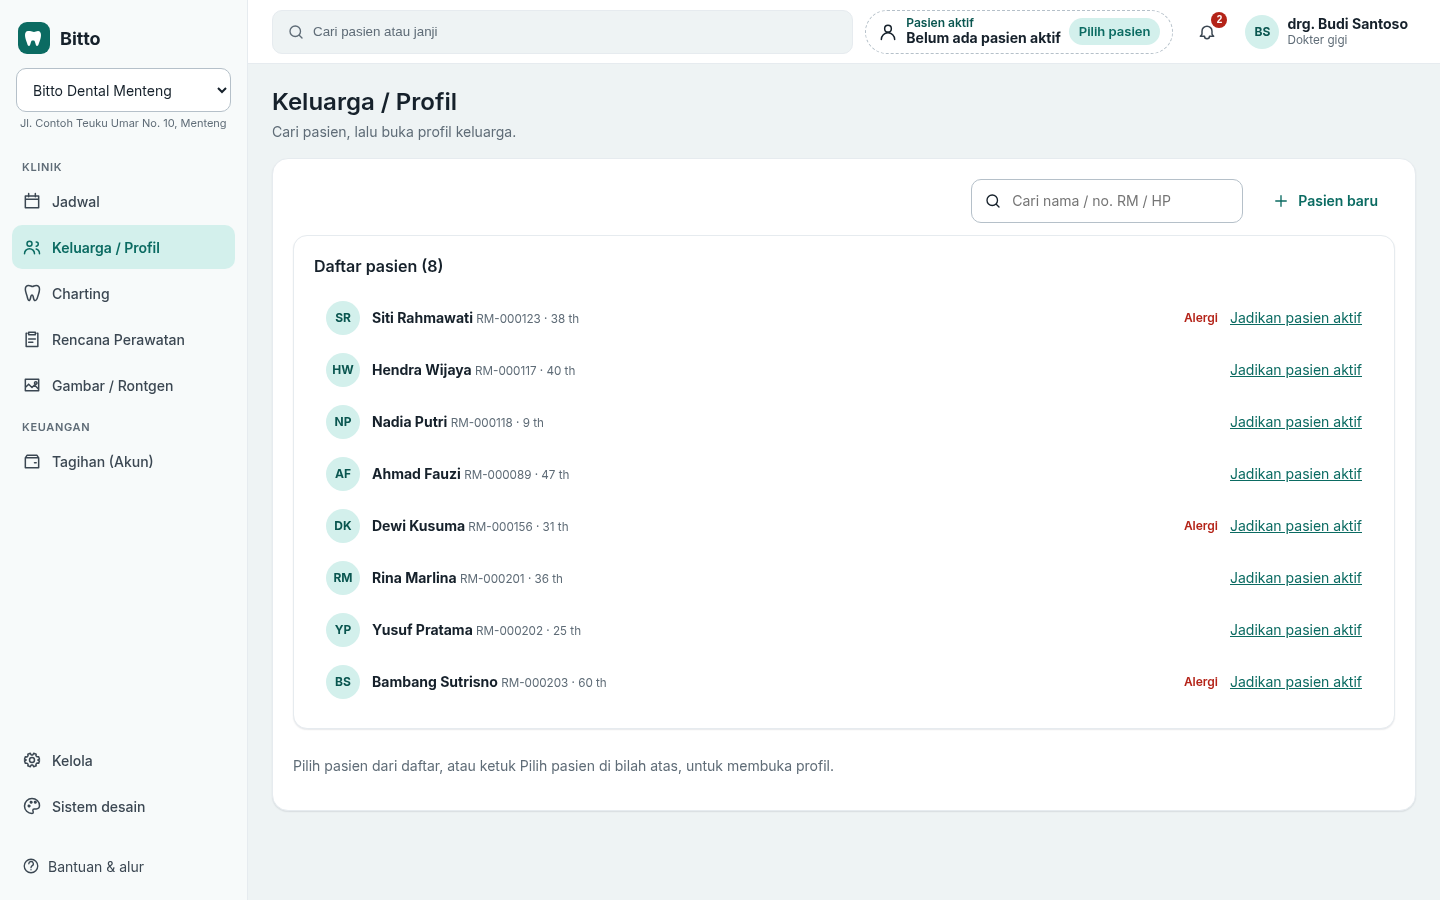 Bitto
Bitto Dental Menteng
Jl. Contoh Teuku Umar No. 10, Menteng
KLINIK
Jadwal
Keluarga / Profil
Charting
Rencana Perawatan
Gambar / Rontgen
KEUANGAN
Tagihan (Akun)
Kelola
Sistem desain
Bantuan & alur
Cari pasien atau janji
Pasien aktif
Belum ada pasien aktif
Pilih pasien
2
BS
drg. Budi Santoso
Dokter gigi
Keluarga / Profil
Cari pasien, lalu buka profil keluarga.
Cari nama / no. RM / HP
Pasien baru
Daftar pasien (8)
SR Siti Rahmawati RM-000123 · 38 th Alergi Jadikan pasien aktif
HW Hendra Wijaya RM-000117 · 40 th Jadikan pasien aktif
NP Nadia Putri RM-000118 · 9 th Jadikan pasien aktif
AF Ahmad Fauzi RM-000089 · 47 th Jadikan pasien aktif
DK Dewi Kusuma RM-000156 · 31 th Alergi Jadikan pasien aktif
RM Rina Marlina RM-000201 · 36 th Jadikan pasien aktif
YP Yusuf Pratama RM-000202 · 25 th Jadikan pasien aktif
BS Bambang Sutrisno RM-000203 · 60 th Alergi Jadikan pasien aktif
Pilih pasien dari daftar, atau ketuk Pilih pasien di bilah atas, untuk membuka profil.